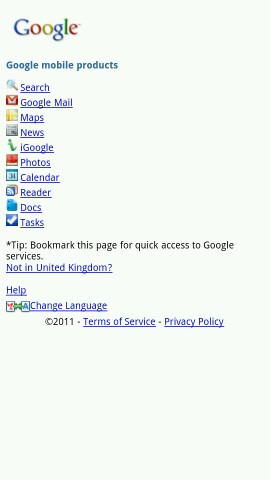 Google
Google mobile products
Search
Google Mail
Maps
News
iGoogle
Photos
Calendar
Reader
Docs
Tasks
*Tip: Bookmark this page for quick access to Google
services.
Not in United Kingdom?
Help
Change Language
©2011 - Terms of Service - Privacy Policy